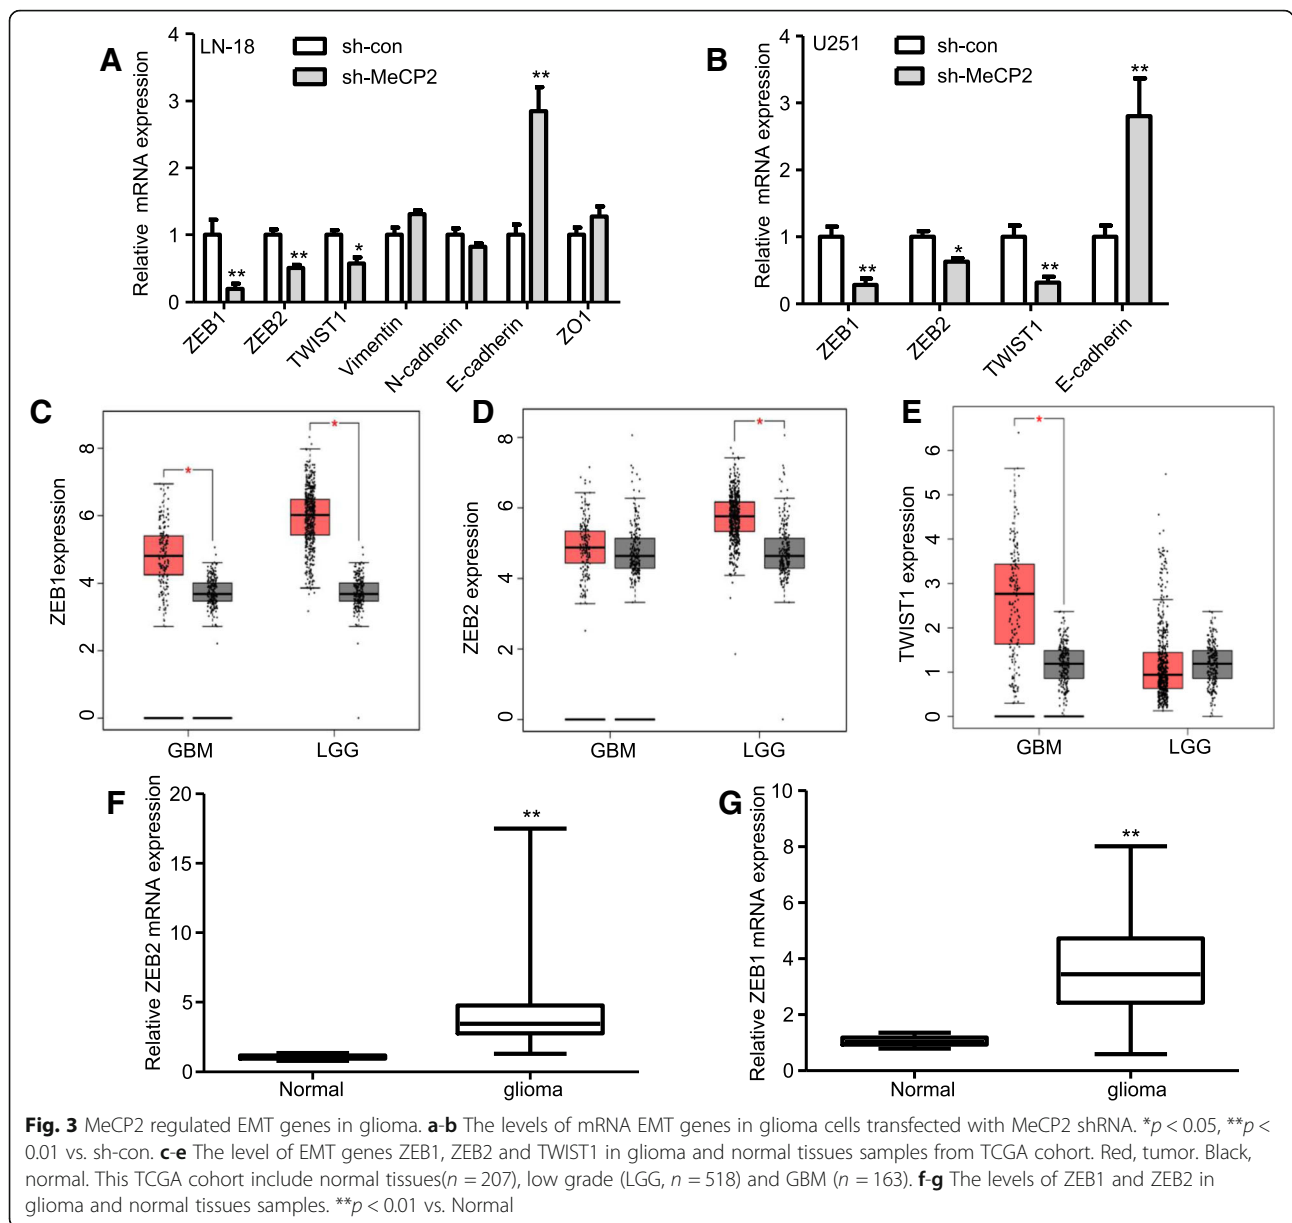 A
LN-18
sh-con
sh-MeCP2
Relative mRNA expression
4
3
2
1
0
**
**
*
**
ZEB1
ZEB2
TWIST1
Vimentin
N-cadherin
E-cadherin
ZO1
B
U251
sh-con
sh-MeCP2
Relative mRNA expression
4
3
2
1
0
**
*
**
**
ZEB1
ZEB2
TWIST1
E-cadherin
C
ZEB1expression
8
6
4
2
0
*
*
GBM
LGG
D
ZEB2 expression
8
6
4
2
0
*
GBM
LGG
E
TWIST1 expression
6
5
4
3
2
1
0
*
GBM
LGG
F
Relative ZEB2 mRNA expression
20
15
10
5
0
**
Normal
glioma
G
Relative ZEB1 mRNA expression
10
8
6
4
2
0
**
Normal
glioma
Fig. 3 MeCP2 regulated EMT genes in glioma. a-b The levels of mRNA EMT genes in glioma cells transfected with MeCP2 shRNA. *p < 0.05, **p <
0.01 vs. sh-con. c-e The level of EMT genes ZEB1, ZEB2 and TWIST1 in glioma and normal tissues samples from TCGA cohort. Red, tumor. Black,
normal. This TCGA cohort include normal tissues(n = 207), low grade (LGG, n = 518) and GBM (n = 163). f-g The levels of ZEB1 and ZEB2 in
glioma and normal tissues samples. **p < 0.01 vs. Normal